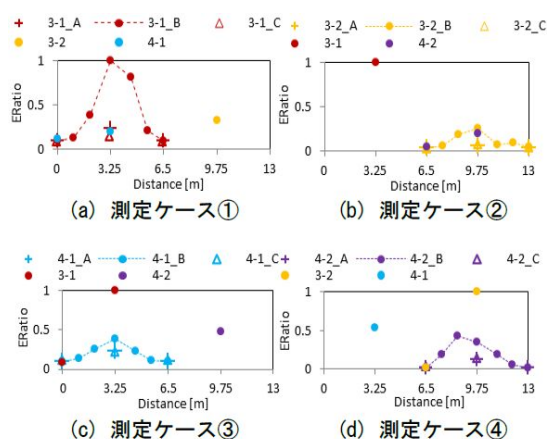 3-1_A 3-1_B 3-1_C
3-2 4-1
ERatio
1
0.5
0
0 3.25 6.5 9.75 13
Distance [m]
(a) 測定ケース①
3-2_A 3-2_B 3-2_C
3-1 4-2
ERatio
1
0.5
0
0 3.25 6.5 9.75 13
Distance [m]
(b) 測定ケース②
4-1_A 4-1_B 4-1_C
3-1 4-2
ERatio
1
0.5
0
0 3.25 6.5 9.75 13
Distance [m]
(c) 測定ケース③
4-2_A 4-2_B 4-2_C
3-2 4-1
ERatio
1
0.5
0
0 3.25 6.5 9.75 13
Distance [m]
(d) 測定ケース④